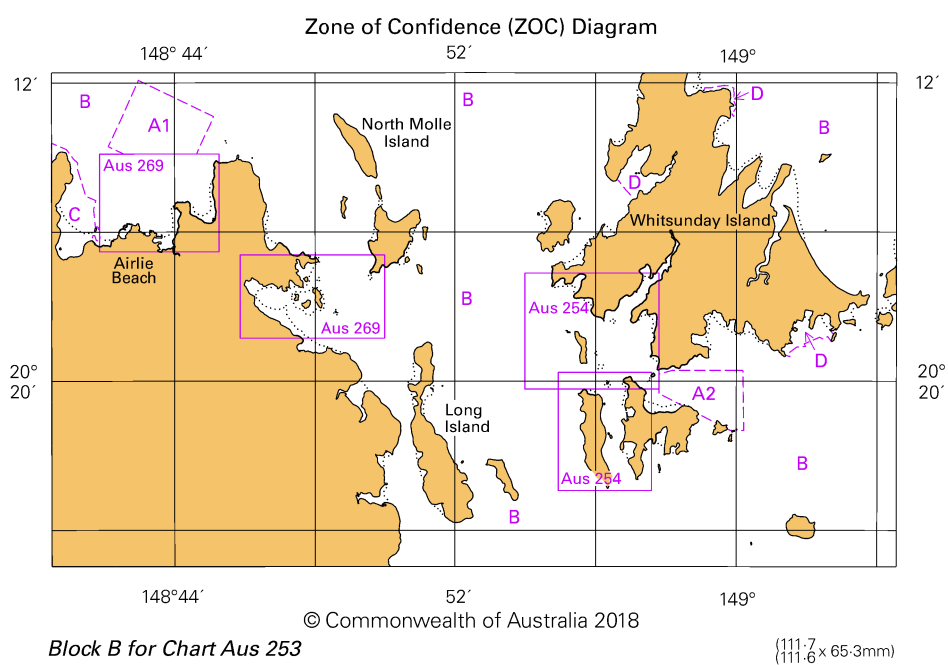 Zone of Confidence (ZOC) Diagram
148° 44´
52´
149°
12´
12´
B
A1
B
D
B
North Molle
Island
Aus 269
D
C
Whitsunday Island
Airlie
Beach
B
Aus 254
Aus 269
D
20°
20´
20°
20´
A2
Long
Island
B
Aus 254
B
148°44´
52´
149°
© Commonwealth of Australia 2018
Block B for Chart Aus 253
(111·7
(111·6 x 65·3mm)